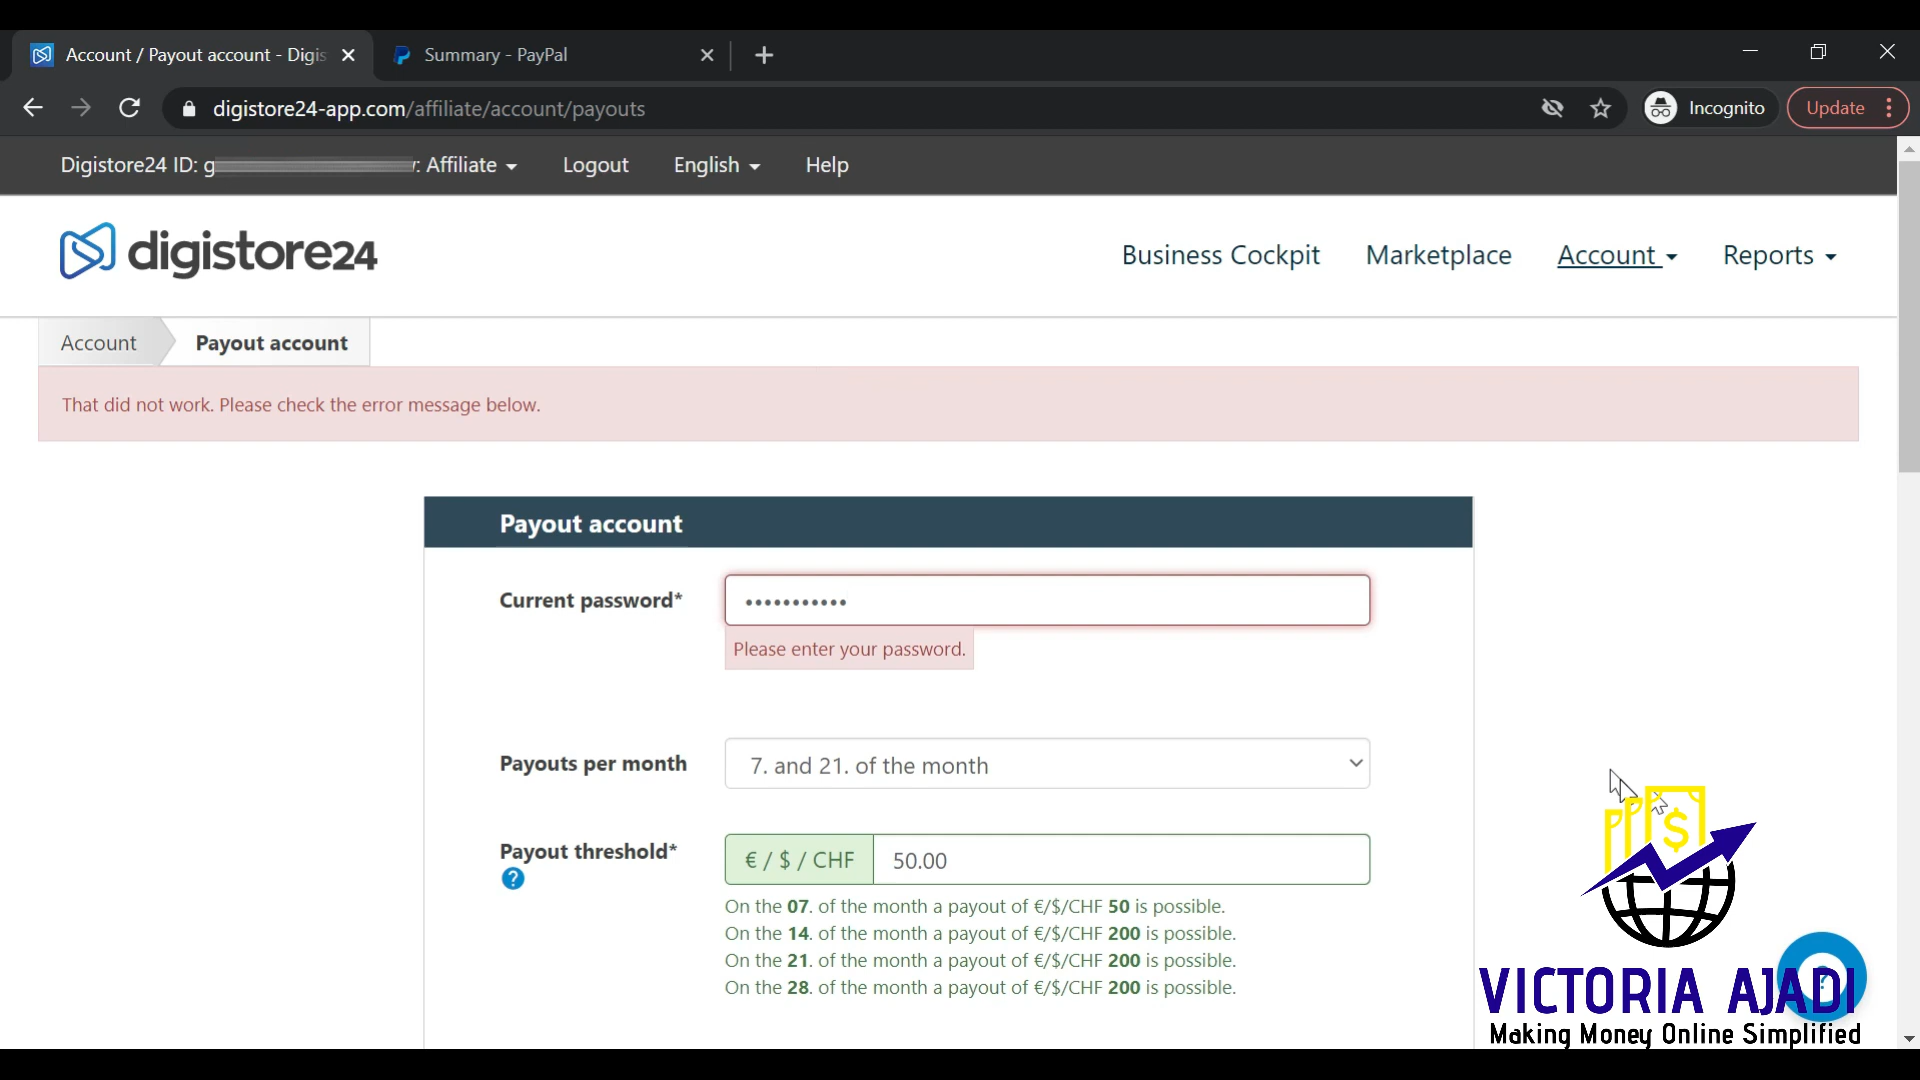 Account / Payout account - Digis
Summary - PayPal
digistore24-app.com/affiliate/account/payouts
Incognito
Update
Digistore24 ID: g
: Affiliate
Logout
English
Help
digistore24
Business Cockpit
Marketplace
Account
Reports
Account
Payout account
That did not work. Please check the error message below.
Payout account
Current password*
•••••••••••
Please enter your password.
Payouts per month
7. and 21. of the month
Payout threshold*
€ / $ / CHF
50.00
?
On the 07. of the month a payout of €/$/CHF 50 is possible.
On the 14. of the month a payout of €/$/CHF 200 is possible.
On the 21. of the month a payout of €/$/CHF 200 is possible.
On the 28. of the month a payout of €/$/CHF 200 is possible.
$
VICTORIA AJADI
Making Money Online Simplified